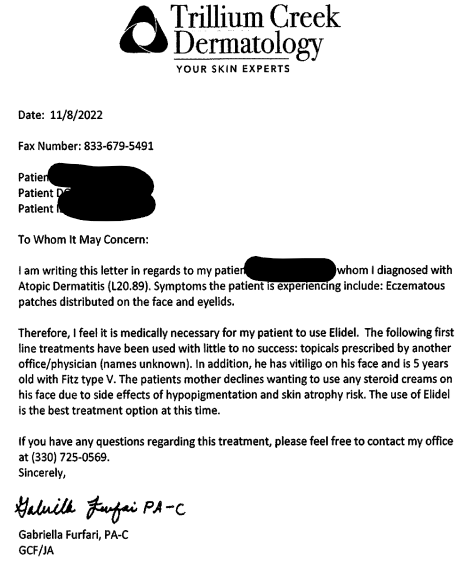 Trillium Creek
Dermatology
YOUR SKIN EXPERTS
Date: 11/8/2022
Fax Number: 833-679-5491
Patien
Patient D
Patient
To Whom It May Concern:
I am writing this letter in regards to my patien whom I diagnosed with
Atopic Dermatitis (L20.89). Symptoms the patient is experiencing include: Eczematous
patches distributed on the face and eyelids.
Therefore, I feel it is medically necessary for my patient to use Elidel. The following first
line treatments have been used with little to no success: topicals prescribed by another
office/physician (names unknown). In addition, he has vitiligo on his face and is 5 years
old with Fitz type V. The patients mother declines wanting to use any steroid creams on
his face due to side effects of hypopigmentation and skin atrophy risk. The use of Elidel
is the best treatment option at this time.
If you have any questions regarding this treatment, please feel free to contact my office
at (330) 725-0569.
Sincerely,
Gabriella Furfari PA-C
Gabriella Furfari, PA-C
GCF/JA